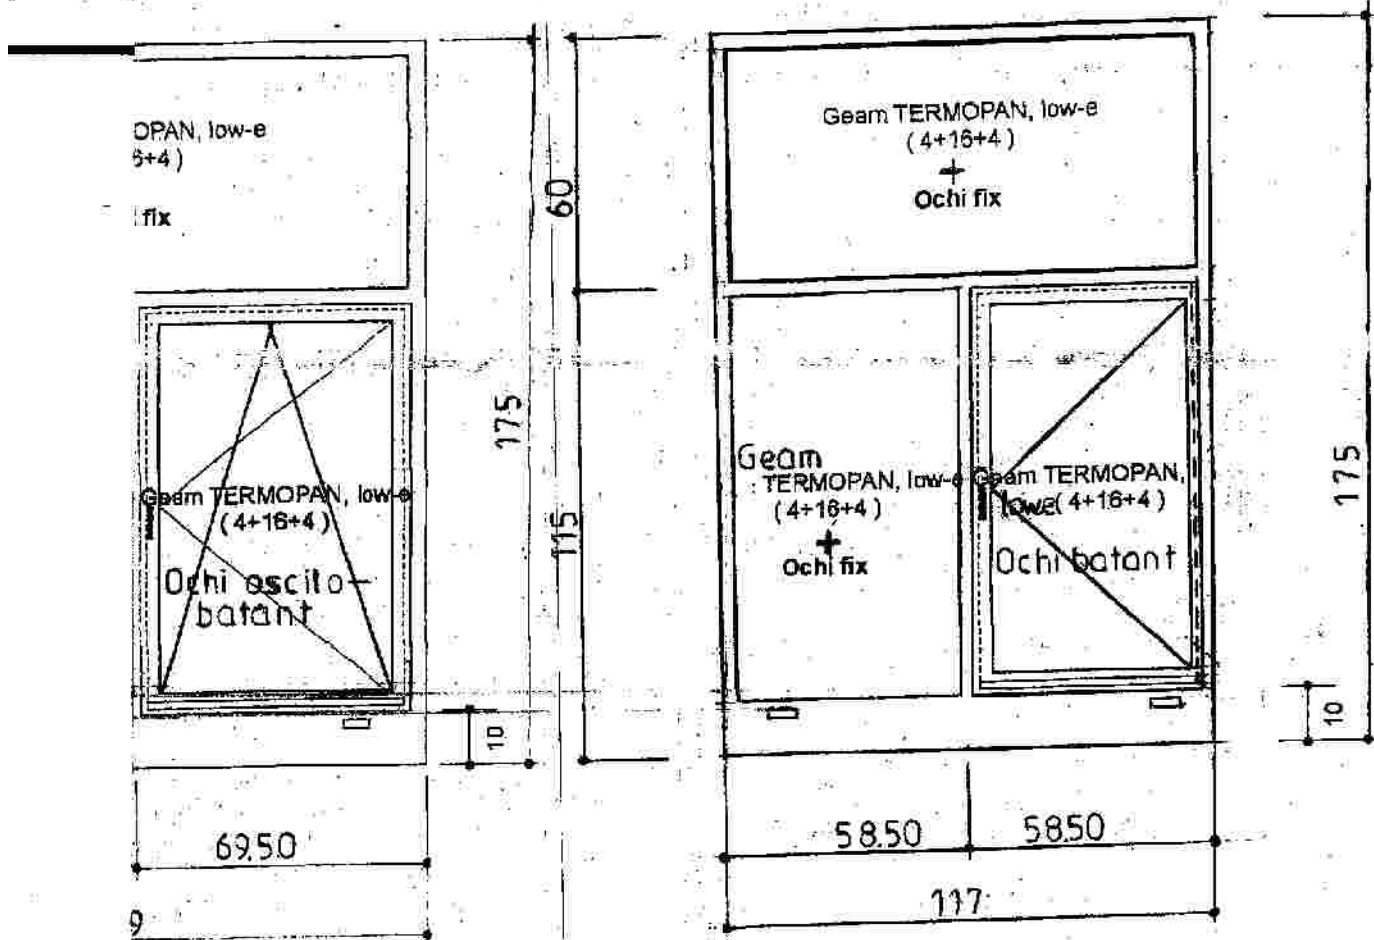 OPAN, low-e
6+4 )
fix
Geam TERMOPAN, low-e
( 4+16+4 )
Ochi oscilo-
batant
10
175
69.50
9
60
115
Geam TERMOPAN, low-e
( 4+16+4 )
Ochi fix
Geam
TERMOPAN, low-e
( 4+16+4 )
Ochi fix
Geam TERMOPAN,
lowe( 4+16+4 )
Ochi batant
10
175
58.50
58.50
117